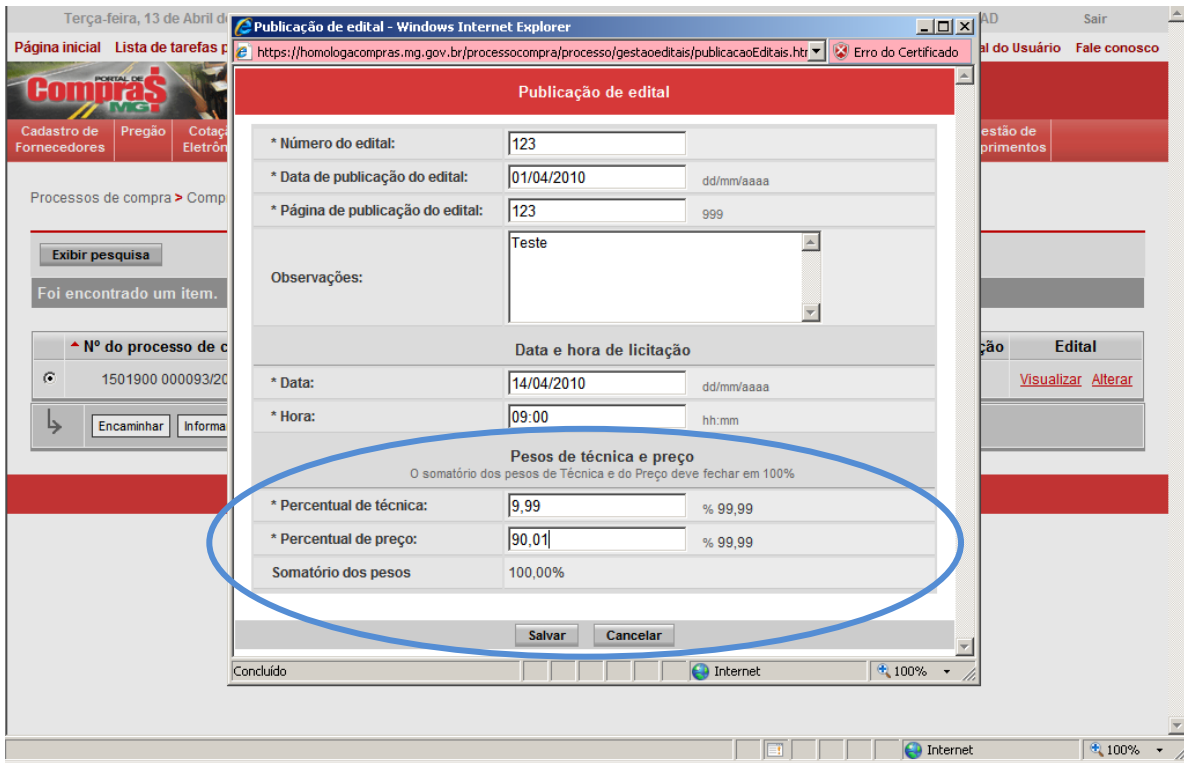 Terça-feira, 13 de Abril d
AD
Sair
Página inicial Lista de tarefas p
al do Usuário Fale conosco
PORTAL DE
Compras
MG
Cadastro de Fornecedores
Pregão
Cotaç
Eletrôn
estão de
primentos
Processos de compra > Comp
Exibir pesquisa
Foi encontrado um item.
Nº do processo de c
ção
Edital
1501900 000093/20
Visualizar Alterar
Encaminhar
Informa
Publicação de edital - Windows Internet Explorer
https://homologacompras.mg.gov.br/processocompra/processo/gestaoeditais/publicacaoEditais.htr
Erro do Certificado
Publicação de edital
* Número do edital: 123
* Data de publicação do edital: 01/04/2010 dd/mm/aaaa
* Página de publicação do edital: 123 999
Observações: Teste
Data e hora de licitação
* Data: 14/04/2010 dd/mm/aaaa
* Hora: 09:00 hh:mm
Pesos de técnica e preço
O somatório dos pesos de Técnica e do Preço deve fechar em 100%
* Percentual de técnica: 9,99 % 99,99
* Percentual de preço: 90,01 % 99,99
Somatório dos pesos 100,00%
Salvar Cancelar
Concluído
Internet
100%
Internet
100%